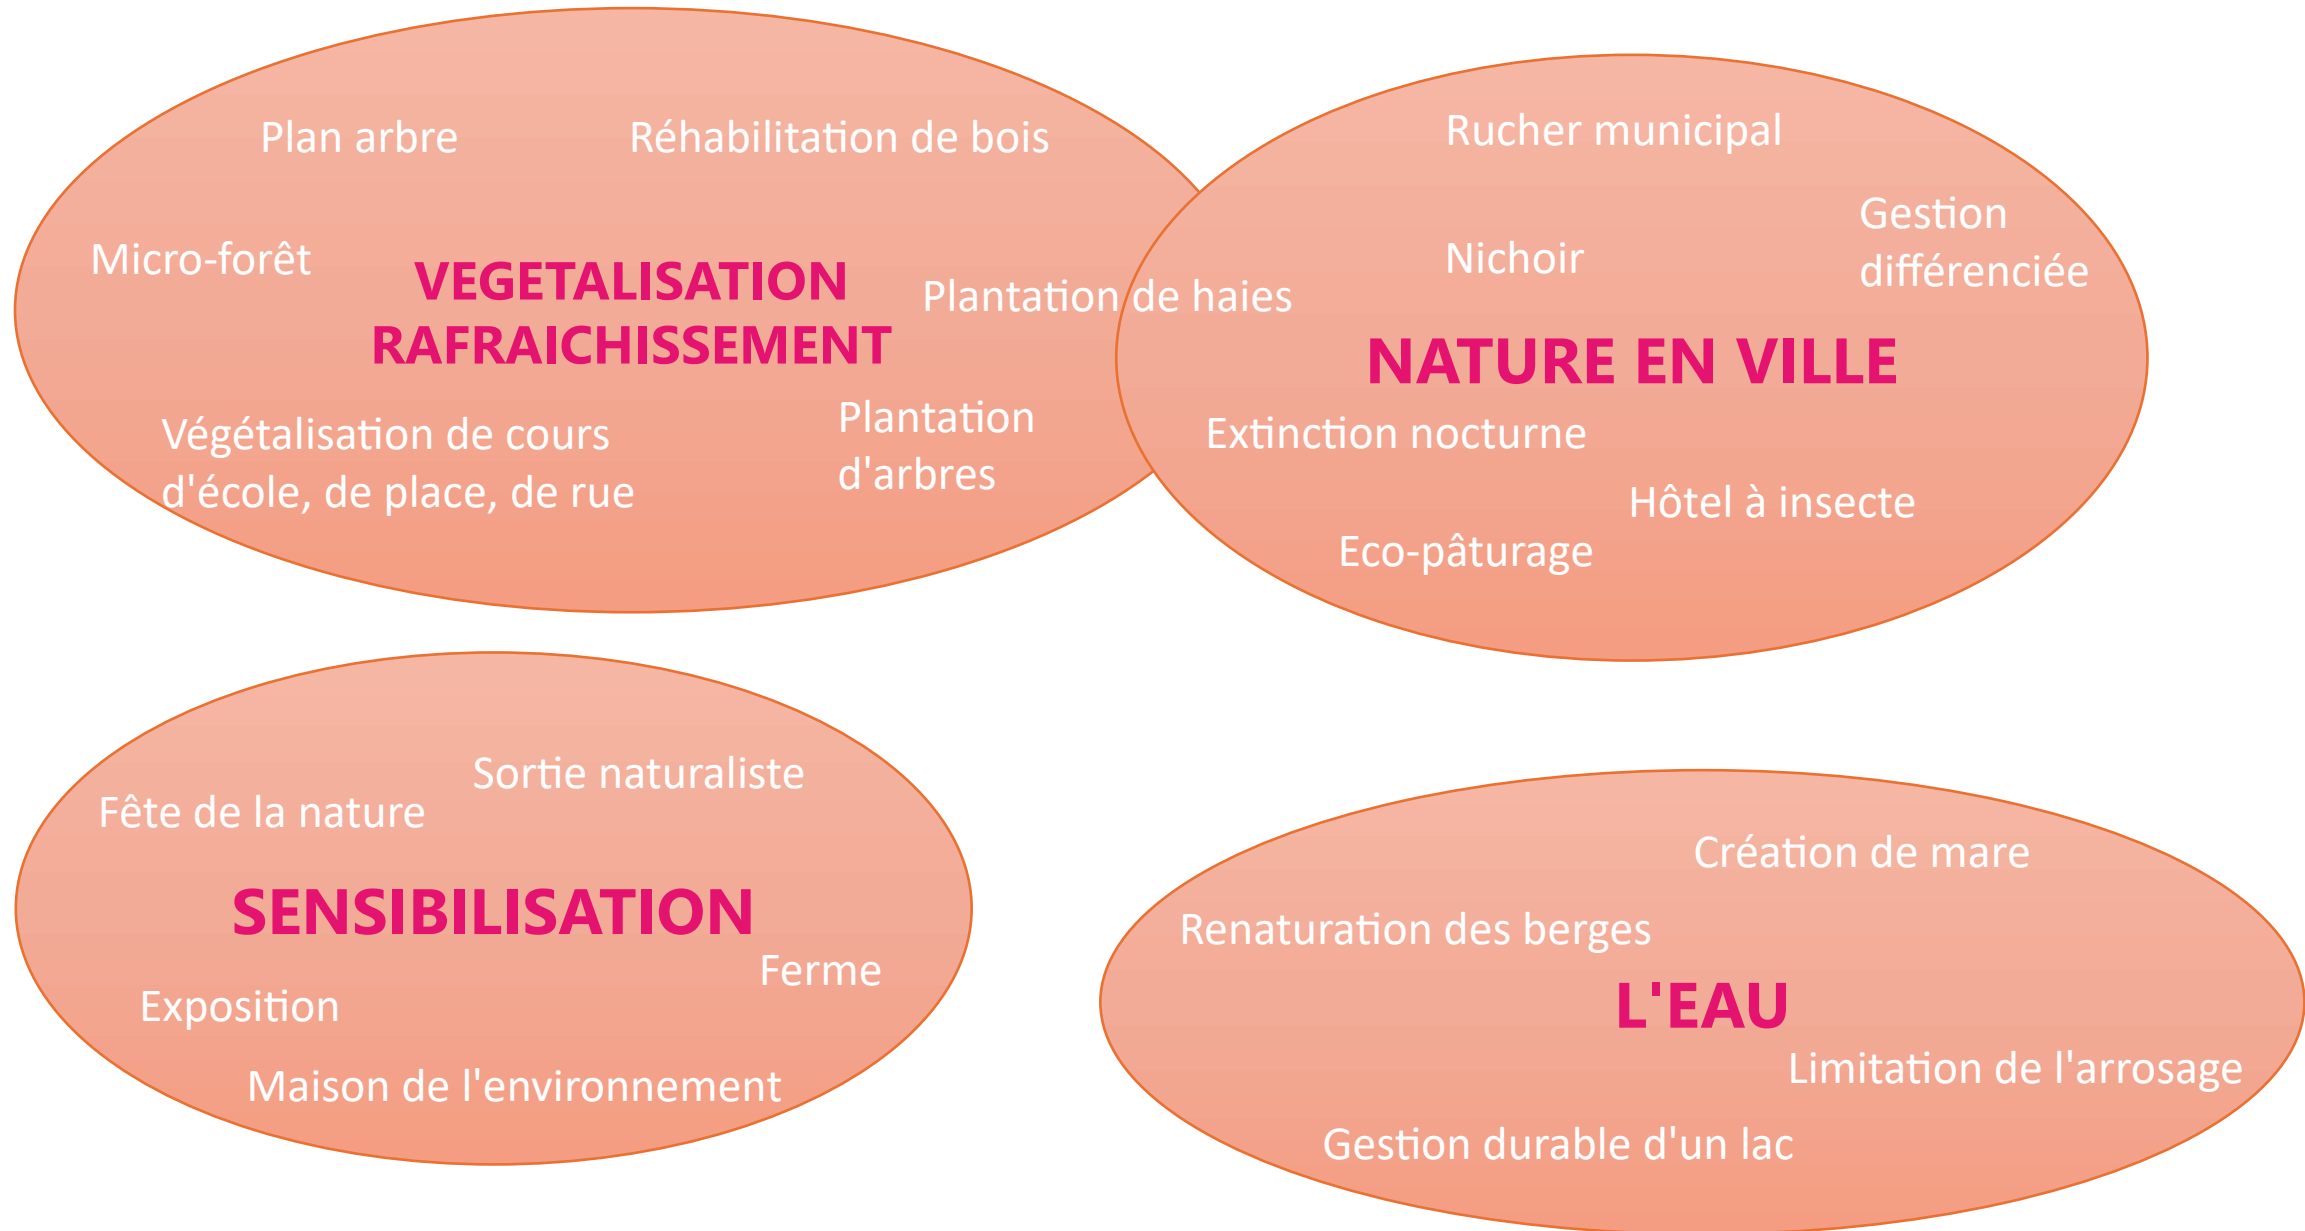 Plan arbre
Réhabilitation de bois
Micro-forêt
VEGETALISATION
RAFRAICHISSEMENT
Plantation de haies
Végétalisation de cours
d'école, de place, de rue
Plantation
d'arbres
Rucher municipal
Gestion
différenciée
Nichoir
NATURE EN VILLE
Extinction nocturne
Hôtel à insecte
Eco-pâturage
Sortie naturaliste
Fête de la nature
SENSIBILISATION
Ferme
Exposition
Maison de l'environnement
Création de mare
Renaturation des berges
L'EAU
Limitation de l'arrosage
Gestion durable d'un lac